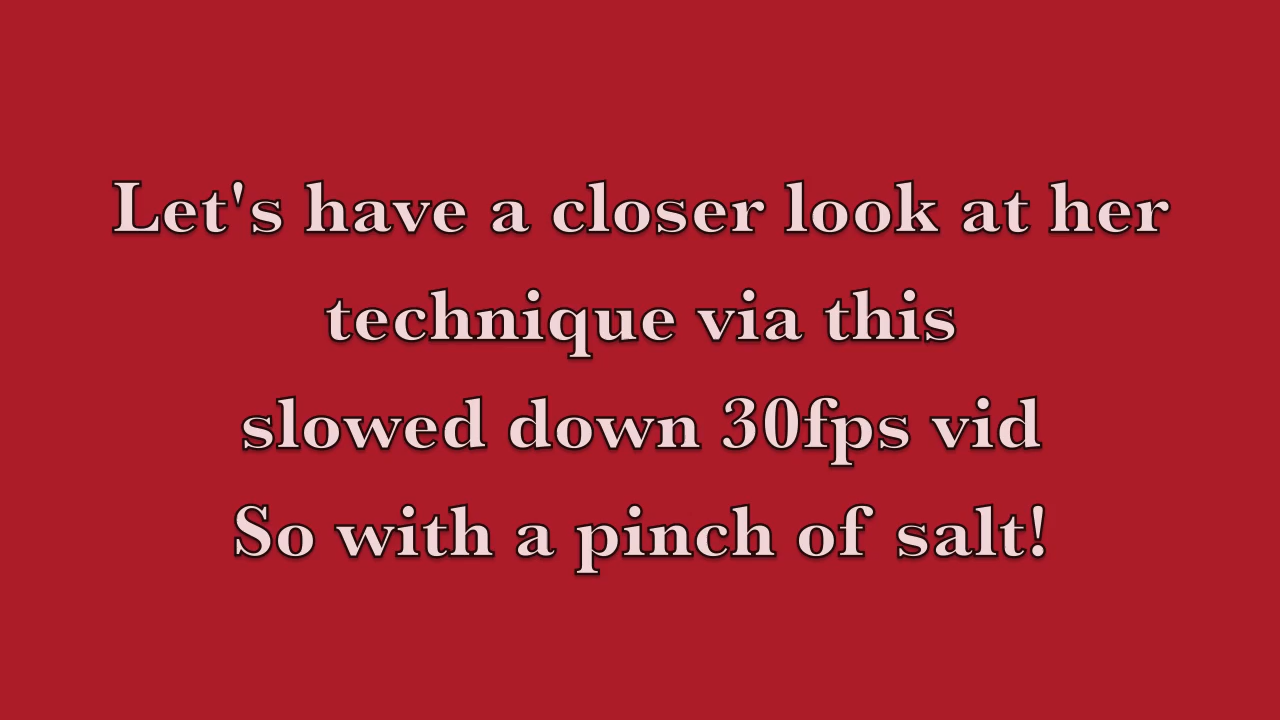 Let's have a closer look at her
technique via this
slowed down 30fps vid
So with a pinch of salt!